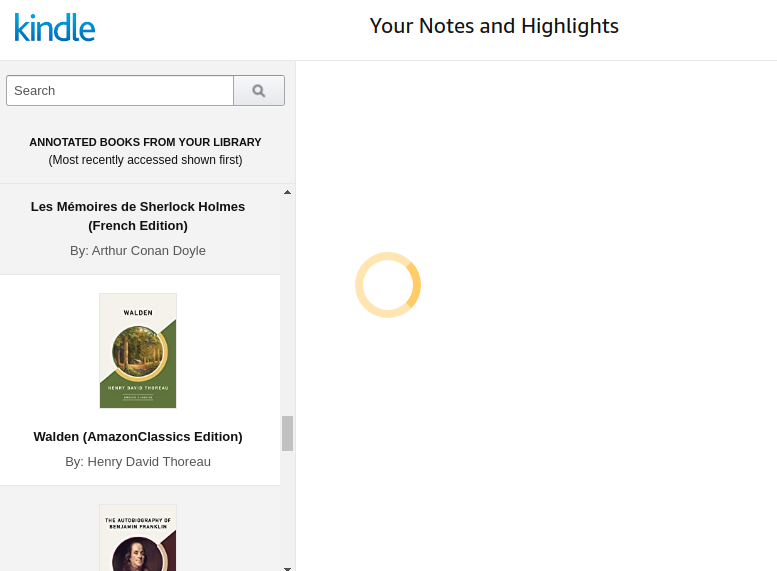 kindle
Your Notes and Highlights
Search
ANNOTATED BOOKS FROM YOUR LIBRARY
(Most recently accessed shown first)
Les Mémoires de Sherlock Holmes
(French Edition)
By: Arthur Conan Doyle
WALDEN
HENRY DAVID THOREAU
Walden (AmazonClassics Edition)
By: Henry David Thoreau
THE AUTOBIOGRAPHY OF
BENJAMIN FRANKLIN